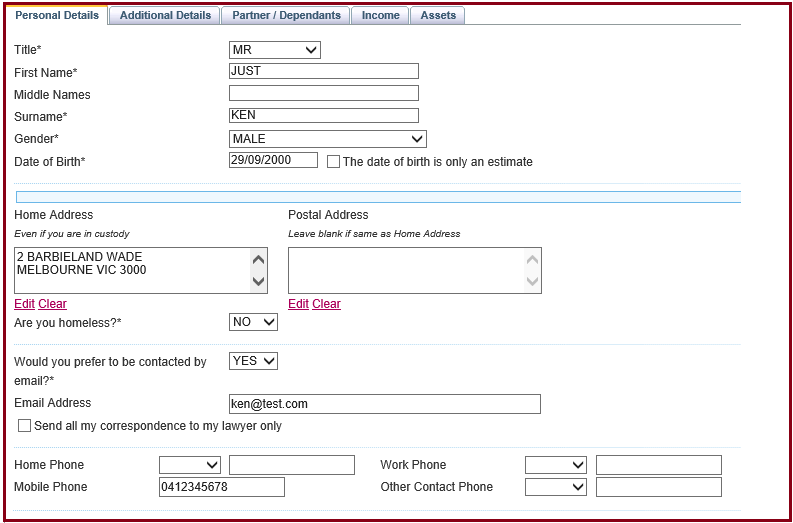 Personal Details Additional Details Partner / Dependants Income Assets
Title* MR
First Name* JUST
Middle Names
Surname* KEN
Gender* MALE
Date of Birth* 29/09/2000 The date of birth is only an estimate
Home Address Postal Address
Even if you are in custody Leave blank if same as Home Address
2 BARBIELAND WADE
MELBOURNE VIC 3000
Edit Clear Edit Clear
Are you homeless?* NO
Would you prefer to be contacted by YES
email?*
Email Address ken@test.com
Send all my correspondence to my lawyer only
Home Phone Work Phone
Mobile Phone 0412345678 Other Contact Phone